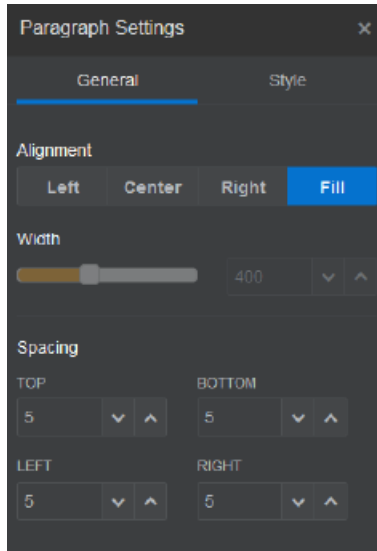 Paragraph Settings
General Style
Alignment
Left Center Right Fill
Width
400
Spacing
TOP BOTTOM
5 5
LEFT RIGHT
5 5